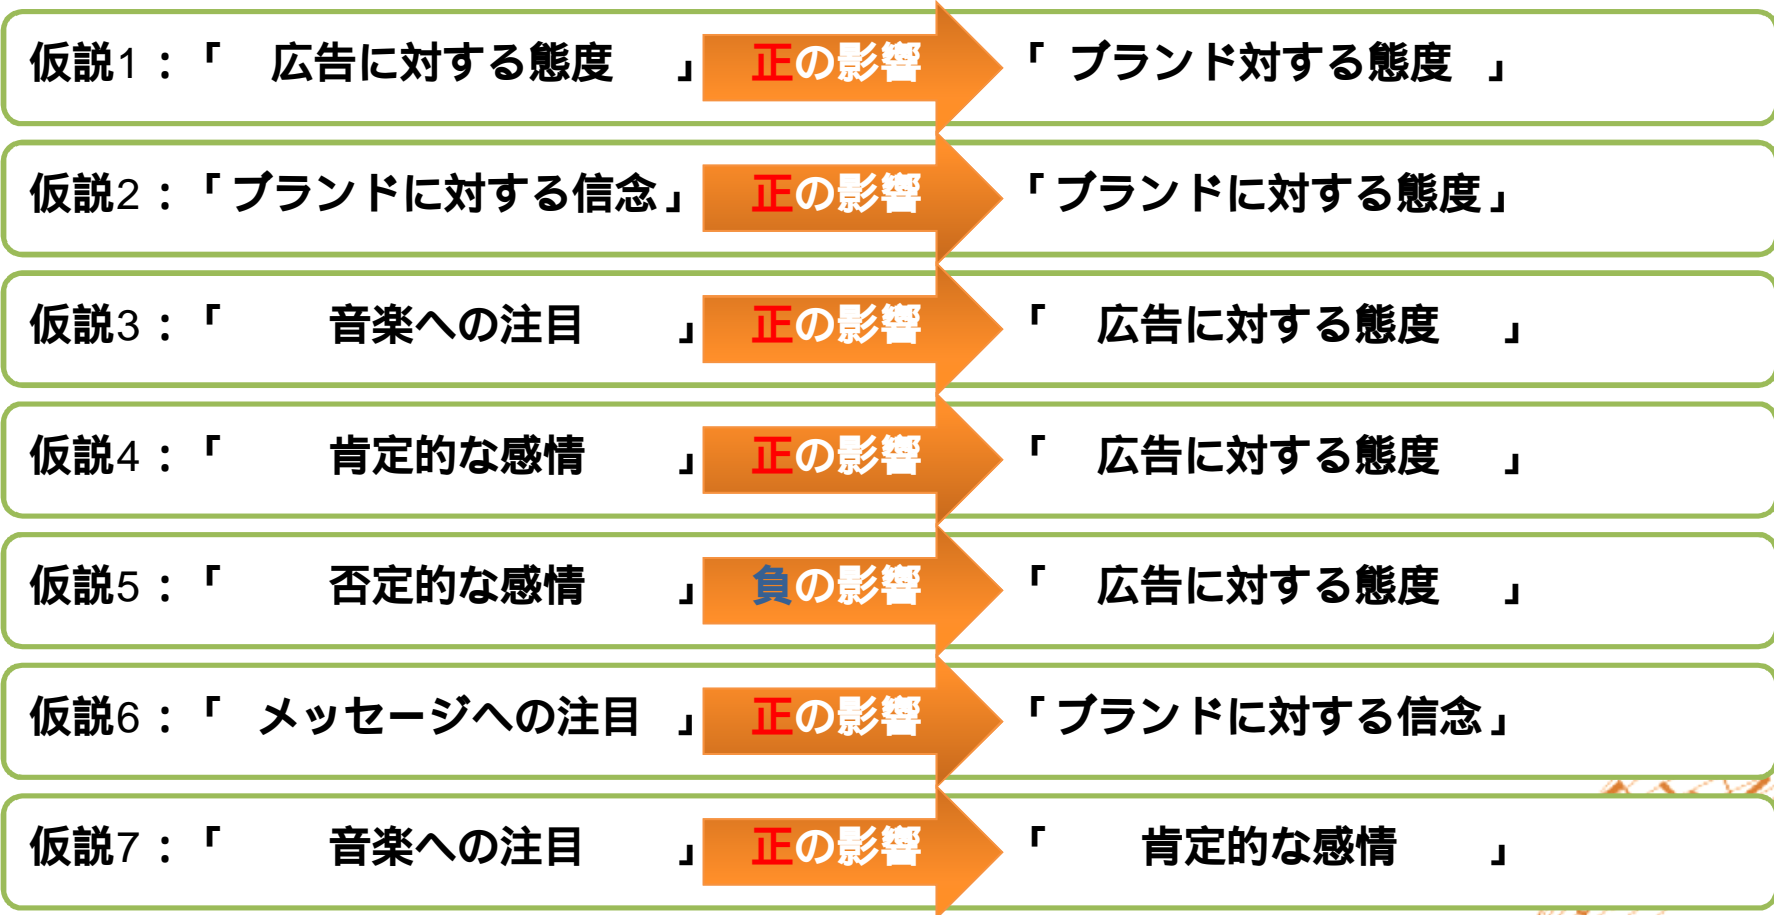 仮説1：「　広告に対する態度　」 正の影響 「 ブランド対する態度 」
仮説2：「ブランドに対する信念」 正の影響 「ブランドに対する態度」
仮説3：「　音楽への注目　」 正の影響 「　広告に対する態度　」
仮説4：「　肯定的な感情　」 正の影響 「　広告に対する態度　」
仮説5：「　否定的な感情　」 負の影響 「　広告に対する態度　」
仮説6：「　メッセージへの注目　」 正の影響 「ブランドに対する信念」
仮説7：「　音楽への注目　」 正の影響 「　肯定的な感情　」